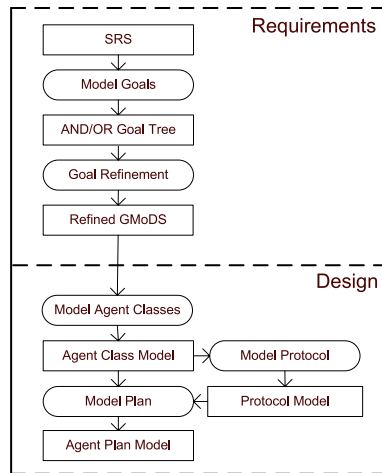 Requirements
SRS
Model Goals
AND/OR Goal Tree
Goal Refinement
Refined GMoDS
Design
Model Agent Classes
Agent Class Model
Model Protocol
Model Plan
Protocol Model
Agent Plan Model